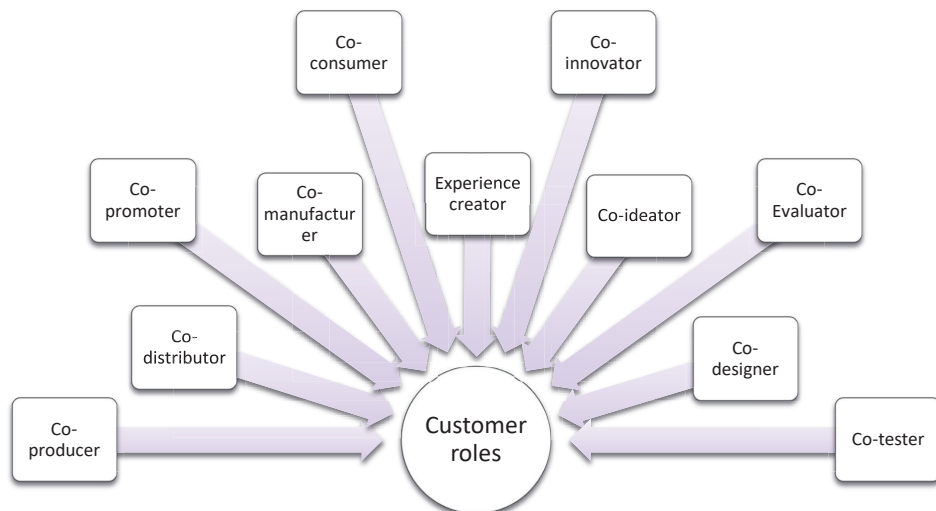 Co-
consumer
Co-
innovator
Co-
promoter
Co-
manufactur
er
Experience
creator
Co-ideator
Co-
Evaluator
Co-
distributor
Co-
designer
Co-
producer
Customer
roles
Co-tester